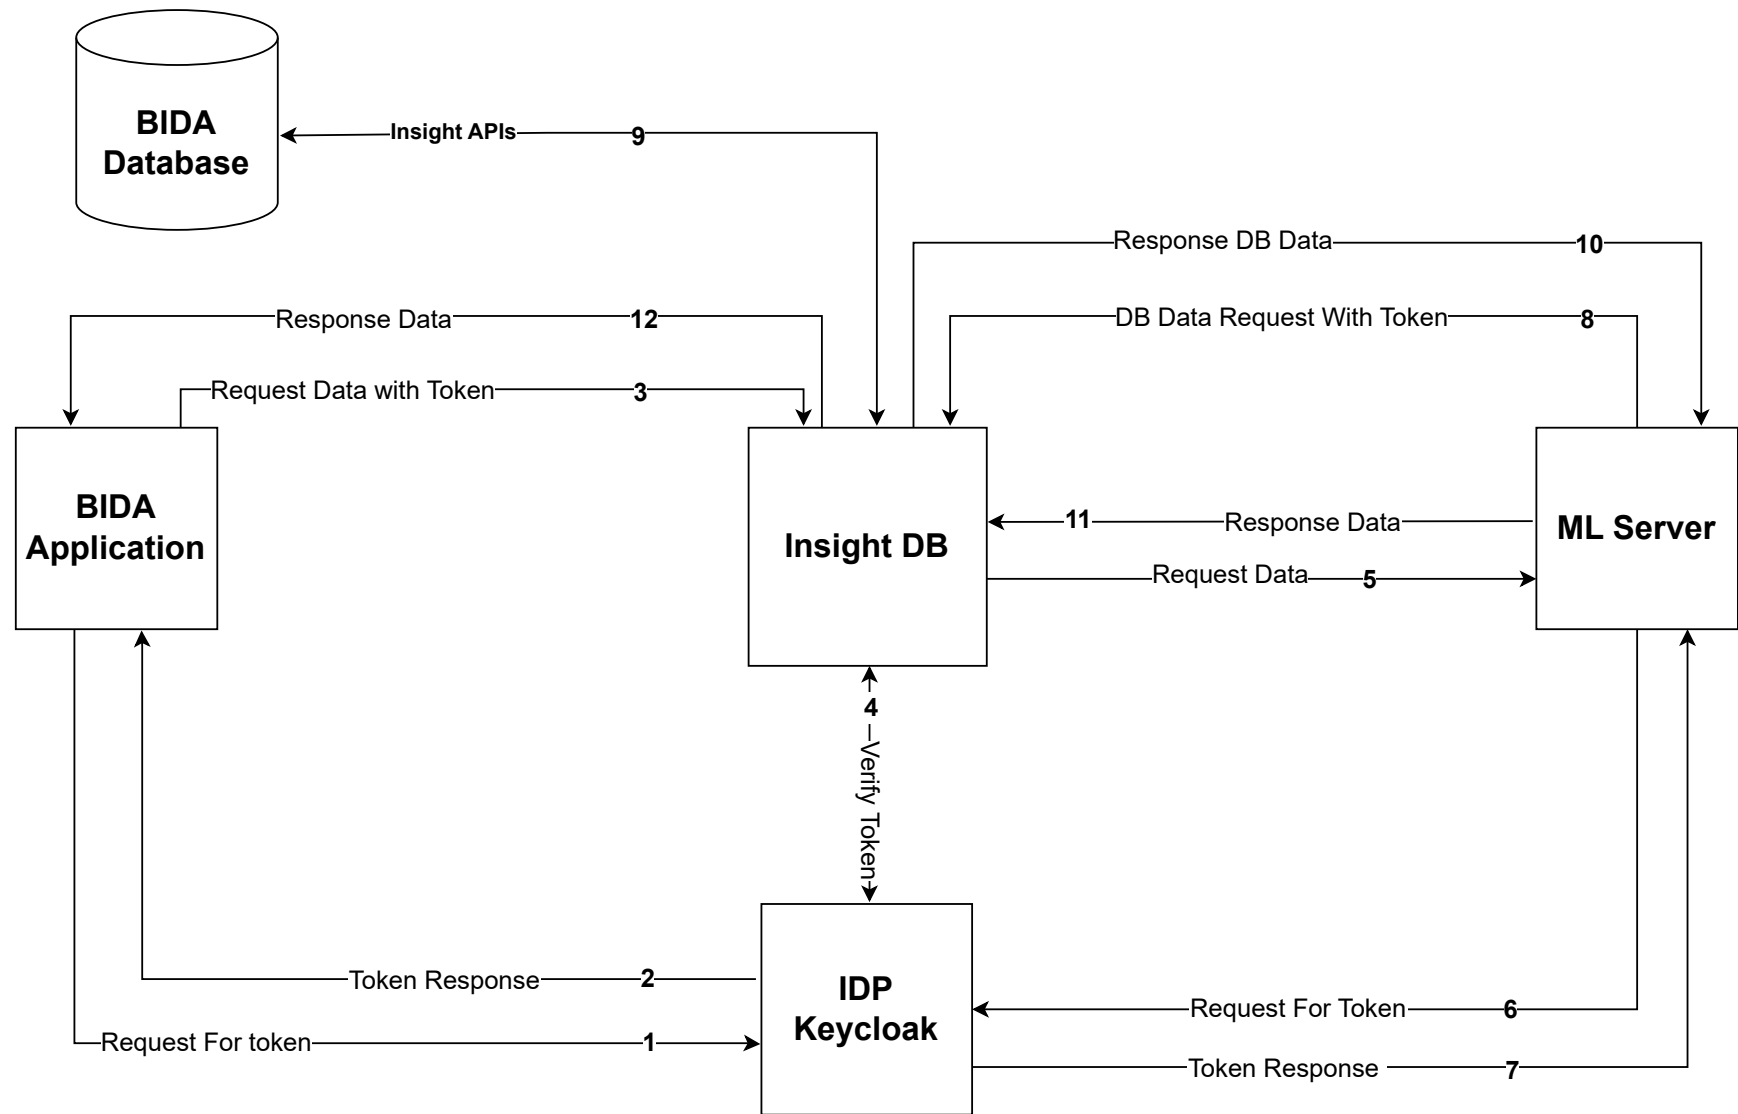 BIDA
Database
Insight APIs
9
Response DB Data
10
Response Data
12
DB Data Request With Token
8
Request Data with Token
3
BIDA
Application
Insight DB
ML Server
11
Response Data
Request Data
5
4
Verify Token
Token Response
2
IDP
Keycloak
Request For Token
6
Request For token
1
Token Response
7